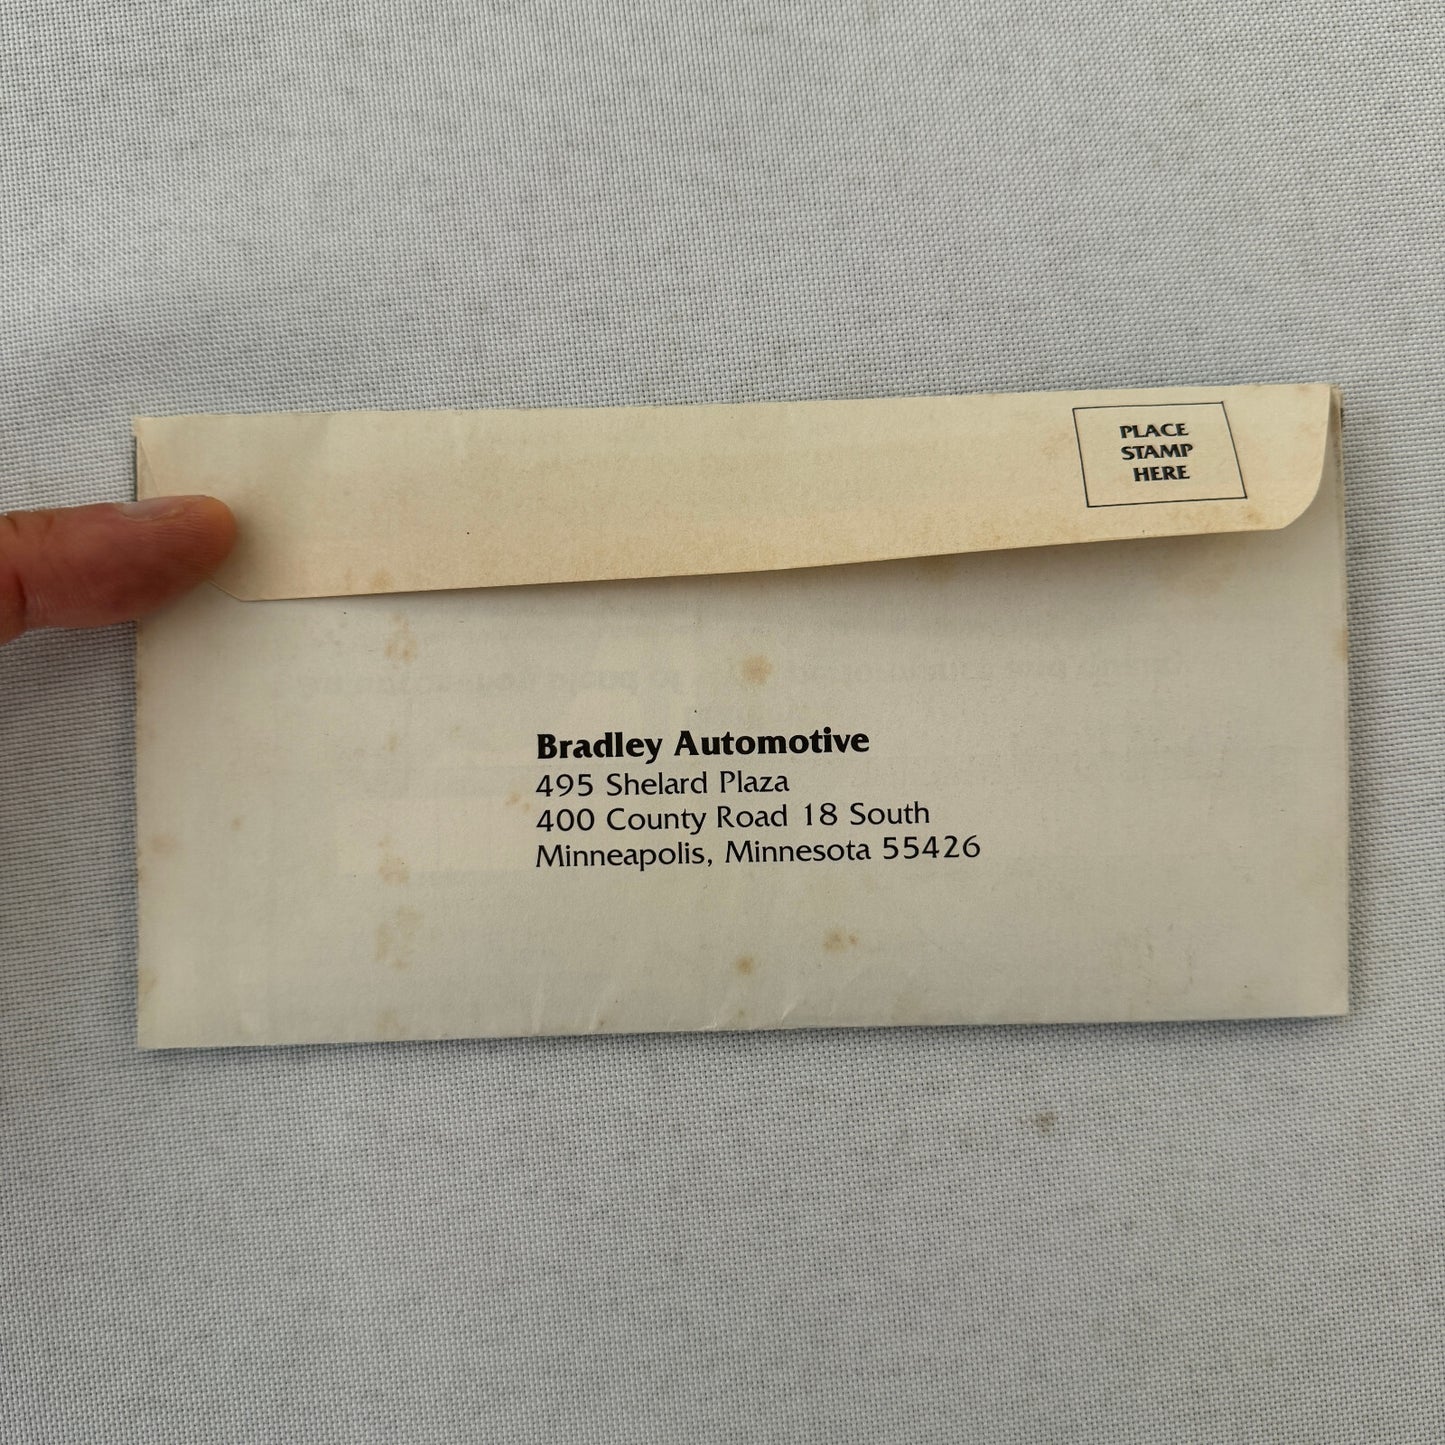 PLACE
STAMP
HERE
Bradley Automotive
495 Shelard Plaza
400 County Road 18 South
Minneapolis, Minnesota 55426